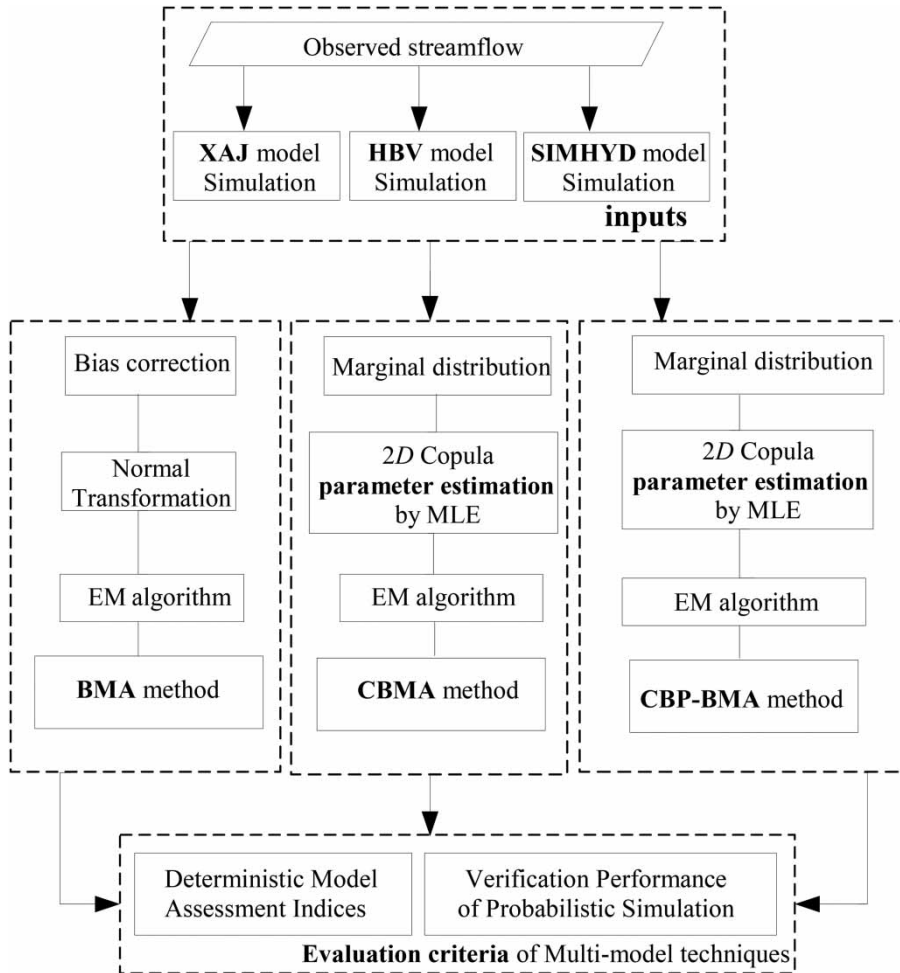 Observed streamflow
XAJ model
Simulation
HBV model
Simulation
SIMHYD model
Simulation
inputs
Bias correction
Normal
Transformation
EM algorithm
BMA method
Marginal distribution
2D Copula
parameter estimation
by MLE
EM algorithm
CBMA method
Marginal distribution
2D Copula
parameter estimation
by MLE
EM algorithm
CBP-BMA method
Deterministic Model
Assessment Indices
Verification Performance
of Probabilistic Simulation
Evaluation criteria of Multi-model techniques